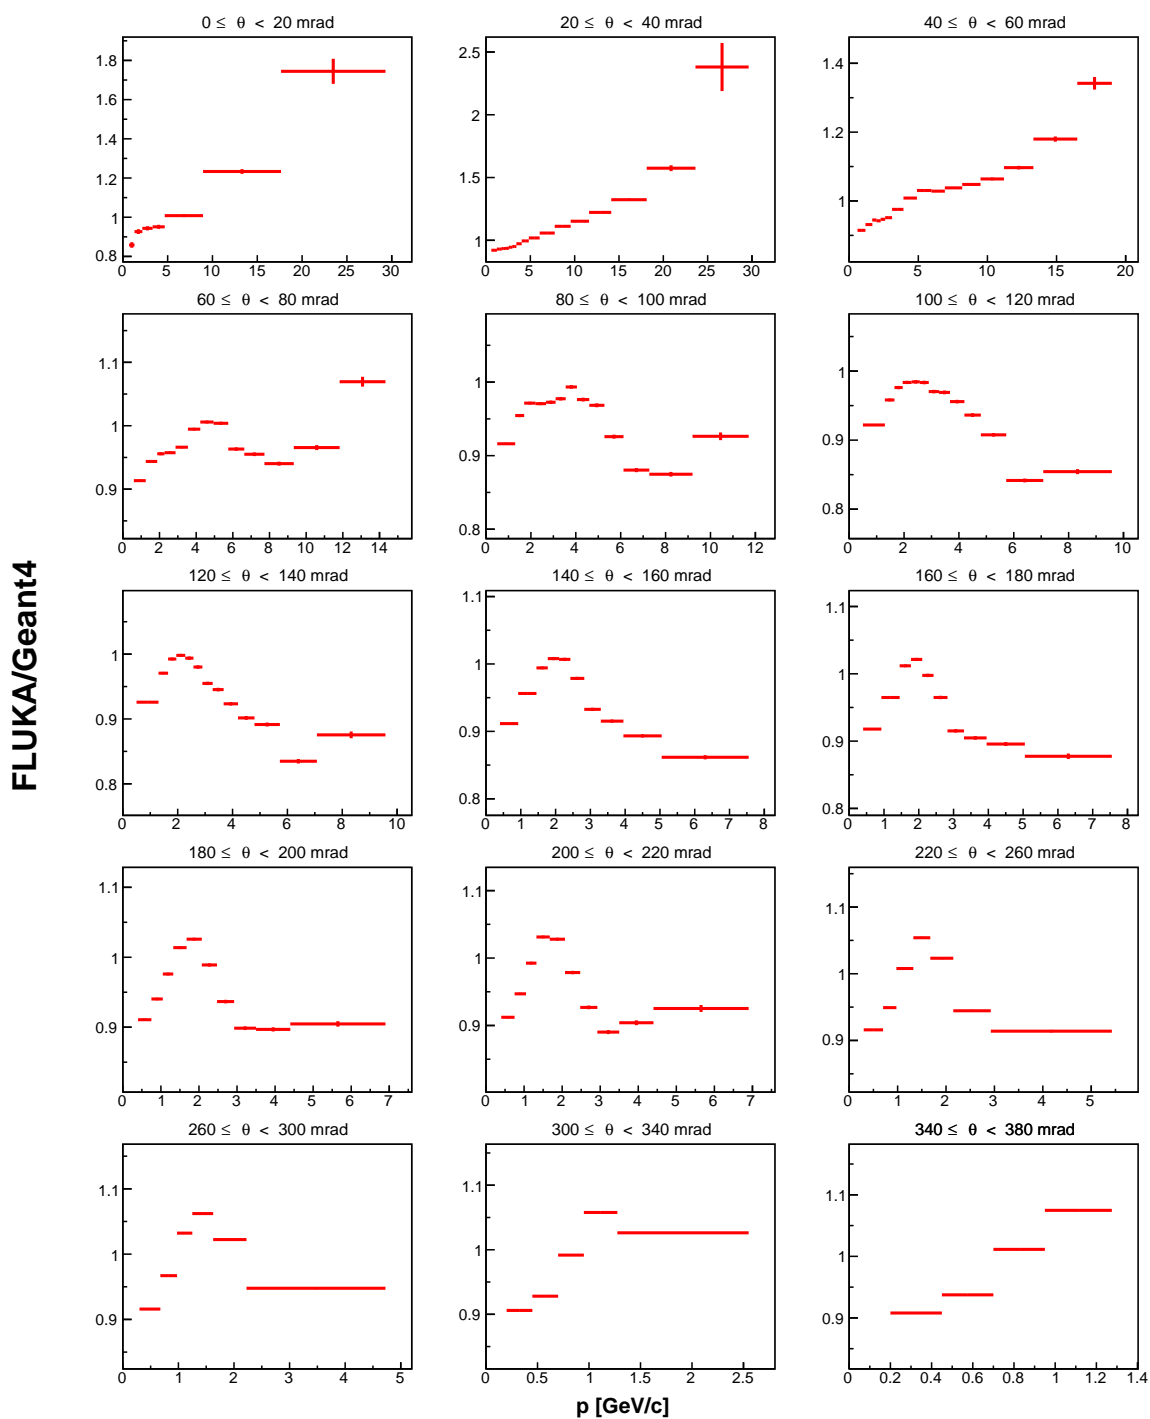 FLUKA/Geant4
0 ≤ θ < 20 mrad
1.8
1.6
1.4
1.2
1
0.8
0 5 10 15 20 25 30
20 ≤ θ < 40 mrad
2.5
2
1.5
1
0 5 10 15 20 25 30
40 ≤ θ < 60 mrad
1.4
1.2
1
0 5 10 15 20
60 ≤ θ < 80 mrad
1.1
1
0.9
0 2 4 6 8 10 12 14
80 ≤ θ < 100 mrad
1
0.9
0.8
0 2 4 6 8 10 12
100 ≤ θ < 120 mrad
1
0.9
0.8
0 2 4 6 8 10
120 ≤ θ < 140 mrad
1
0.9
0.8
0 2 4 6 8 10
140 ≤ θ < 160 mrad
1.1
1
0.9
0.8
0 1 2 3 4 5 6 7 8
160 ≤ θ < 180 mrad
1.1
1
0.9
0.8
0 1 2 3 4 5 6 7 8
180 ≤ θ < 200 mrad
1.1
1
0.9
0 1 2 3 4 5 6 7
200 ≤ θ < 220 mrad
1.1
1
0.9
0 1 2 3 4 5 6 7
220 ≤ θ < 260 mrad
1.1
1
0.9
0 1 2 3 4 5
260 ≤ θ < 300 mrad
1.1
1
0.9
0 1 2 3 4 5
300 ≤ θ < 340 mrad
1.1
1
0.9
0 0.5 1 1.5 2 2.5
340 ≤ θ < 380 mrad
1.1
1
0.9
0 0.2 0.4 0.6 0.8 1 1.2 1.4
p [GeV/c]